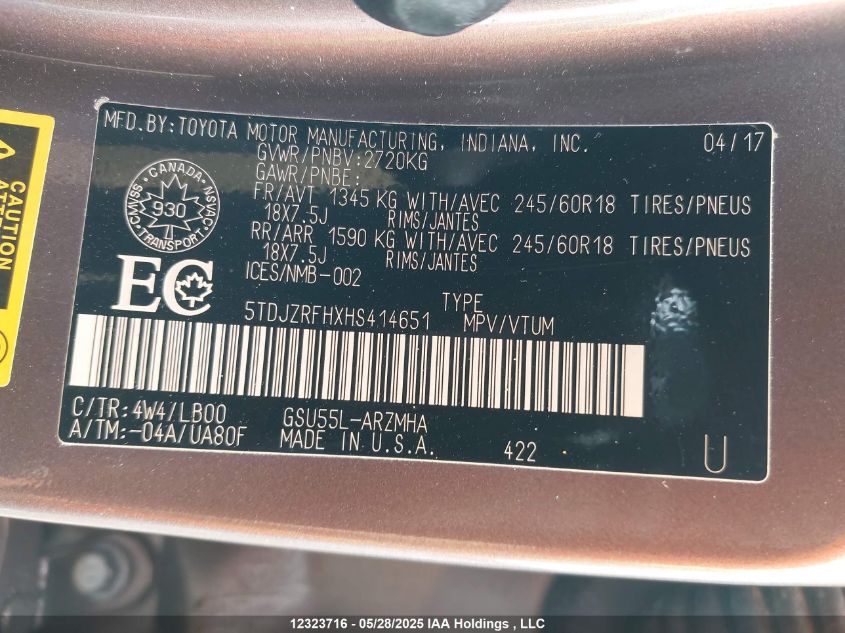 MFD.BY:TOYOTA MOTOR MANUFACTURING, INDIANA, INC. 04/17
GVWR/PNBV:2720KG
GAWR/PNBE:
FR/AVT 1345 KG WITH/AVEC 245/60R18 TIRES/PNEUS
18X7.5J RIMS/JANTES
RR/ARR 1590 KG WITH/AVEC 245/60R18 TIRES/PNEUS
18X7.5J RIMS/JANTES
ICES/NMB-002
CANADA
CMVSS
930
NSVAC
TRANSPORT
EC
TYPE
5TDJZRFHXHS414651 MPV/VTUM
C/TR:4W4/LB00 GSU55L-ARZMHA
A/TM:-04A/UA80F MADE IN U.S.A. 422 U
CAUTION
12323716 - 05/28/2025 IAA Holdings , LLC